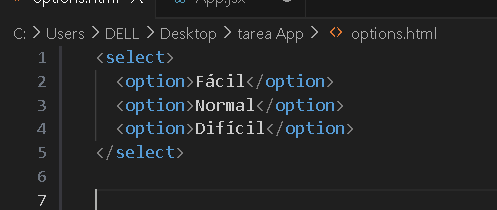 options.html X App.jsx
C: > Users > DELL > Desktop > tarea App > <> options.html
1 <select>
2 <option>Fácil</option>
3 <option>Normal</option>
4 <option>Difícil</option>
5 </select>
6
7